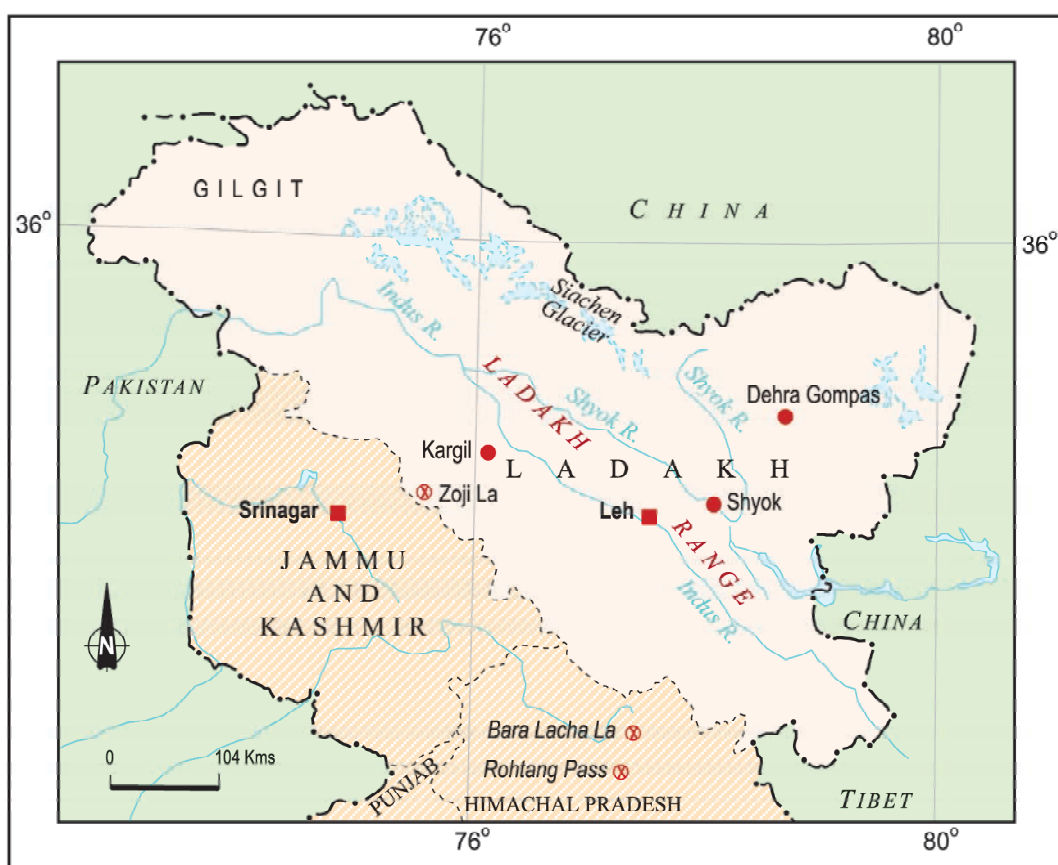 76°
80°
GILGIT
CHINA
36°
36°
Siachen
Glacier
Indus R.
PAKISTAN
LADAKH
Shyok R.
Shyok R.
Dehra Gompas
Kargil
LADAKH
Zoji La
Srinagar
Leh
Shyok
RANGE
JAMMU
AND
KASHMIR
Indus R.
CHINA
N
Bara Lacha La
0
104 Kms
Rohtang Pass
PUNJAB
HIMACHAL PRADESH
TIBET
76°
80°